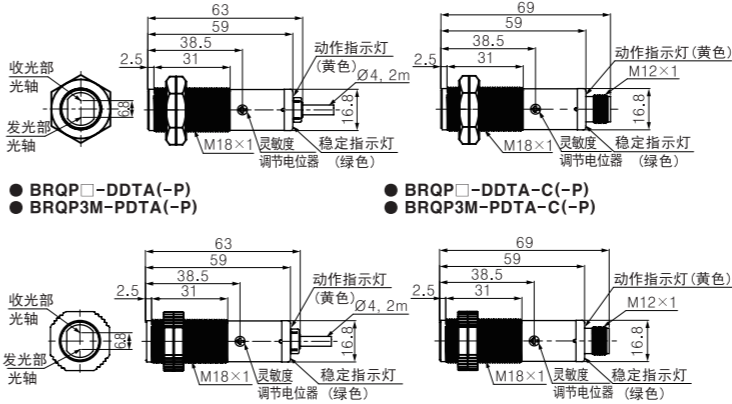 63
59
38.5
2.5
31
动作指示灯
(黄色)
Ø4, 2m
收光部
光轴
发光部
光轴
6.8
16.8
M18×1
灵敏度
调节电位器
稳定指示灯
(绿色)
69
59
38.5
2.5
31
动作指示灯(黄色)
M12×1
16.8
M18×1
灵敏度
调节电位器
稳定指示灯
(绿色)
● BRQP□-DDTA(-P)
● BRQP3M-PDTA(-P)
● BRQP□-DDTA-C(-P)
● BRQP3M-PDTA-C(-P)
63
59
38.5
2.5
31
动作指示灯
(黄色)
Ø4, 2m
收光部
光轴
发光部
光轴
6.8
16.8
M18×1
灵敏度
调节电位器
稳定指示灯
(绿色)
69
59
38.5
2.5
31
动作指示灯(黄色)
M12×1
16.8
M18×1
灵敏度
调节电位器
稳定指示灯
(绿色)